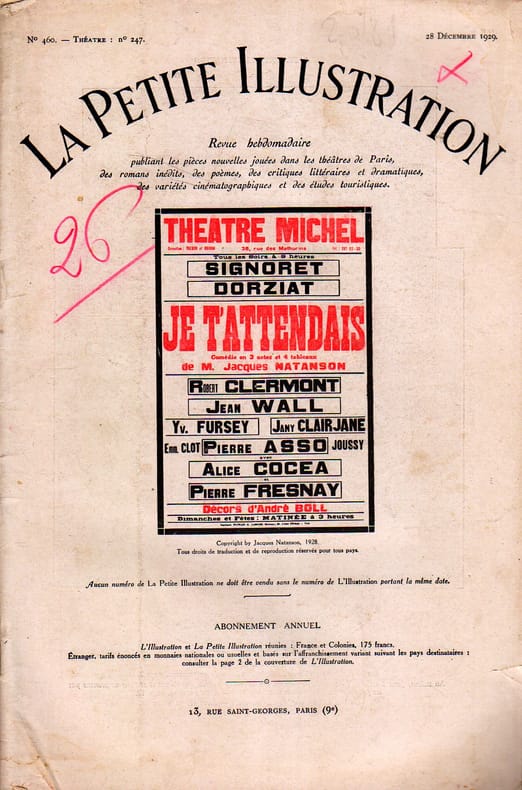 Nº 460. — Théatre : nº 247.
28 Décembre 1929.
La Petite Illustration
Revue hebdomadaire
publiant les pièces nouvelles jouées dans les théâtres de Paris,
des romans inédits, des poèmes, des critiques littéraires et dramatiques,
des variétés cinématographiques et des études touristiques.
26
THEATRE MICHEL
38, rue des Mathurins
Tous les Soirs à 9 heures
SIGNORET
DORZIAT
JE T'ATTENDAIS
Comédie en 3 actes et 4 tableaux
de M. Jacques NATANSON
ROBERT CLERMONT
JEAN WALL
Yv. FURSEY JANY CLAIRJANE
EMM. CLOT PIERRE ASSO JOUSSY
avec
ALICE COCEA
et
PIERRE FRESNAY
Décors d'André BOLL
Dimanches et Fêtes : MATINÉE à 3 heures
Copyright by Jacques Natanson, 1928.
Tous droits de traduction et de reproduction réservés pour tous pays.
Aucun numéro de La Petite Illustration ne doit être vendu sans le numéro de L'Illustration portant la même date.
ABONNEMENT ANNUEL
L'Illustration et La Petite Illustration réunies : France et Colonies, 175 francs.
Étranger, tarifs énoncés en monnaies nationales ou usuelles et basés sur l'affranchissement variant suivant les pays destinataires :
consulter la page 2 de la couverture de L'Illustration.
13, RUE SAINT-GEORGES, PARIS (9e)